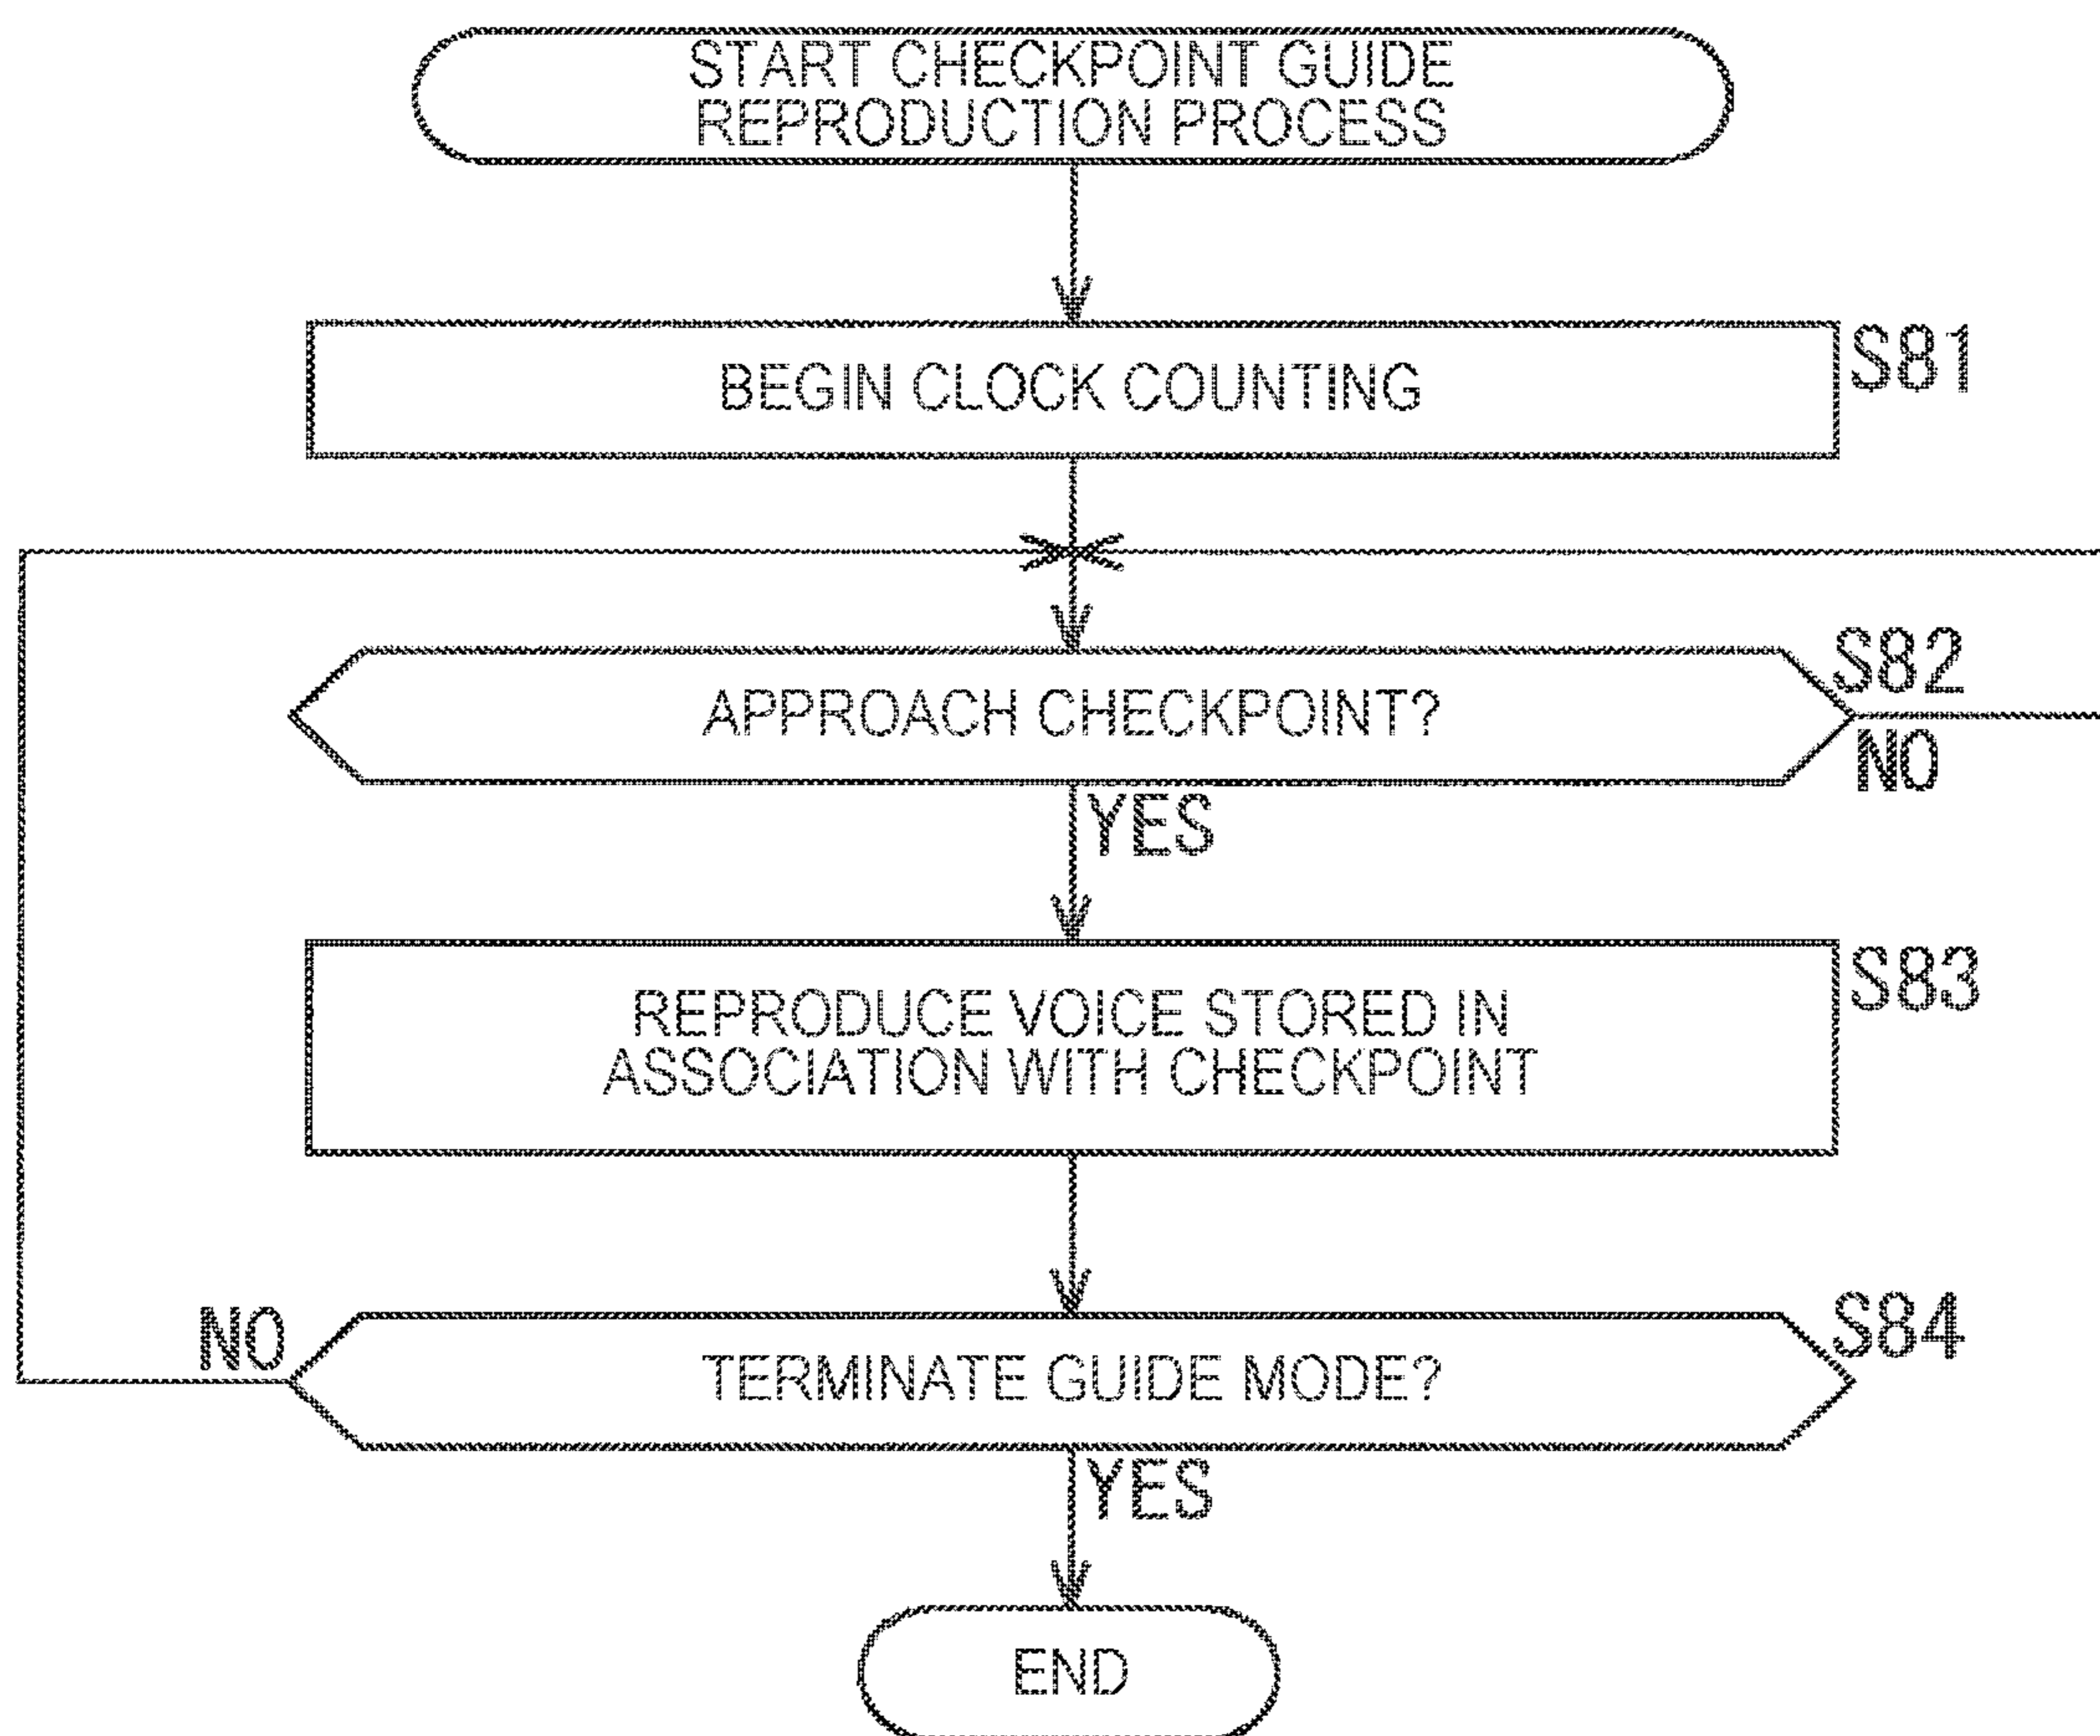 START CHECKPOINT GUIDE
REPRODUCTION PROCESS
BEGIN CLOCK COUNTING
S81
APPROACH CHECKPOINT?
S82
NO
YES
REPRODUCE VOICE STORED IN
ASSOCIATION WITH CHECKPOINT
S83
NO
TERMINATE GUIDE MODE?
S84
YES
END